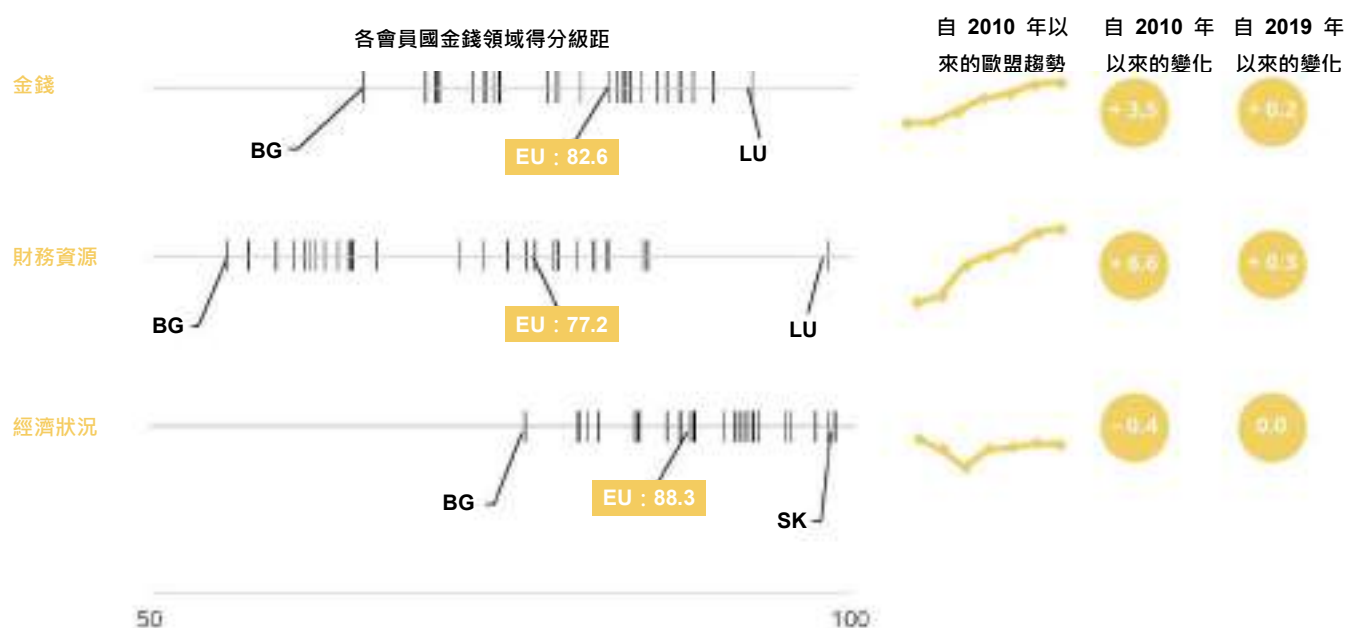 各會員國金錢領域得分級距
自 2010 年以
來的歐盟趨勢
自 2010 年
以來的變化
自 2019 年
以來的變化
金錢
BG
EU：82.6
LU
+ 3.5
+ 0.2
財務資源
BG
EU：77.2
LU
+ 6.6
+ 0.3
經濟狀況
BG
EU：88.3
SK
- 0.4
0.0
50
100